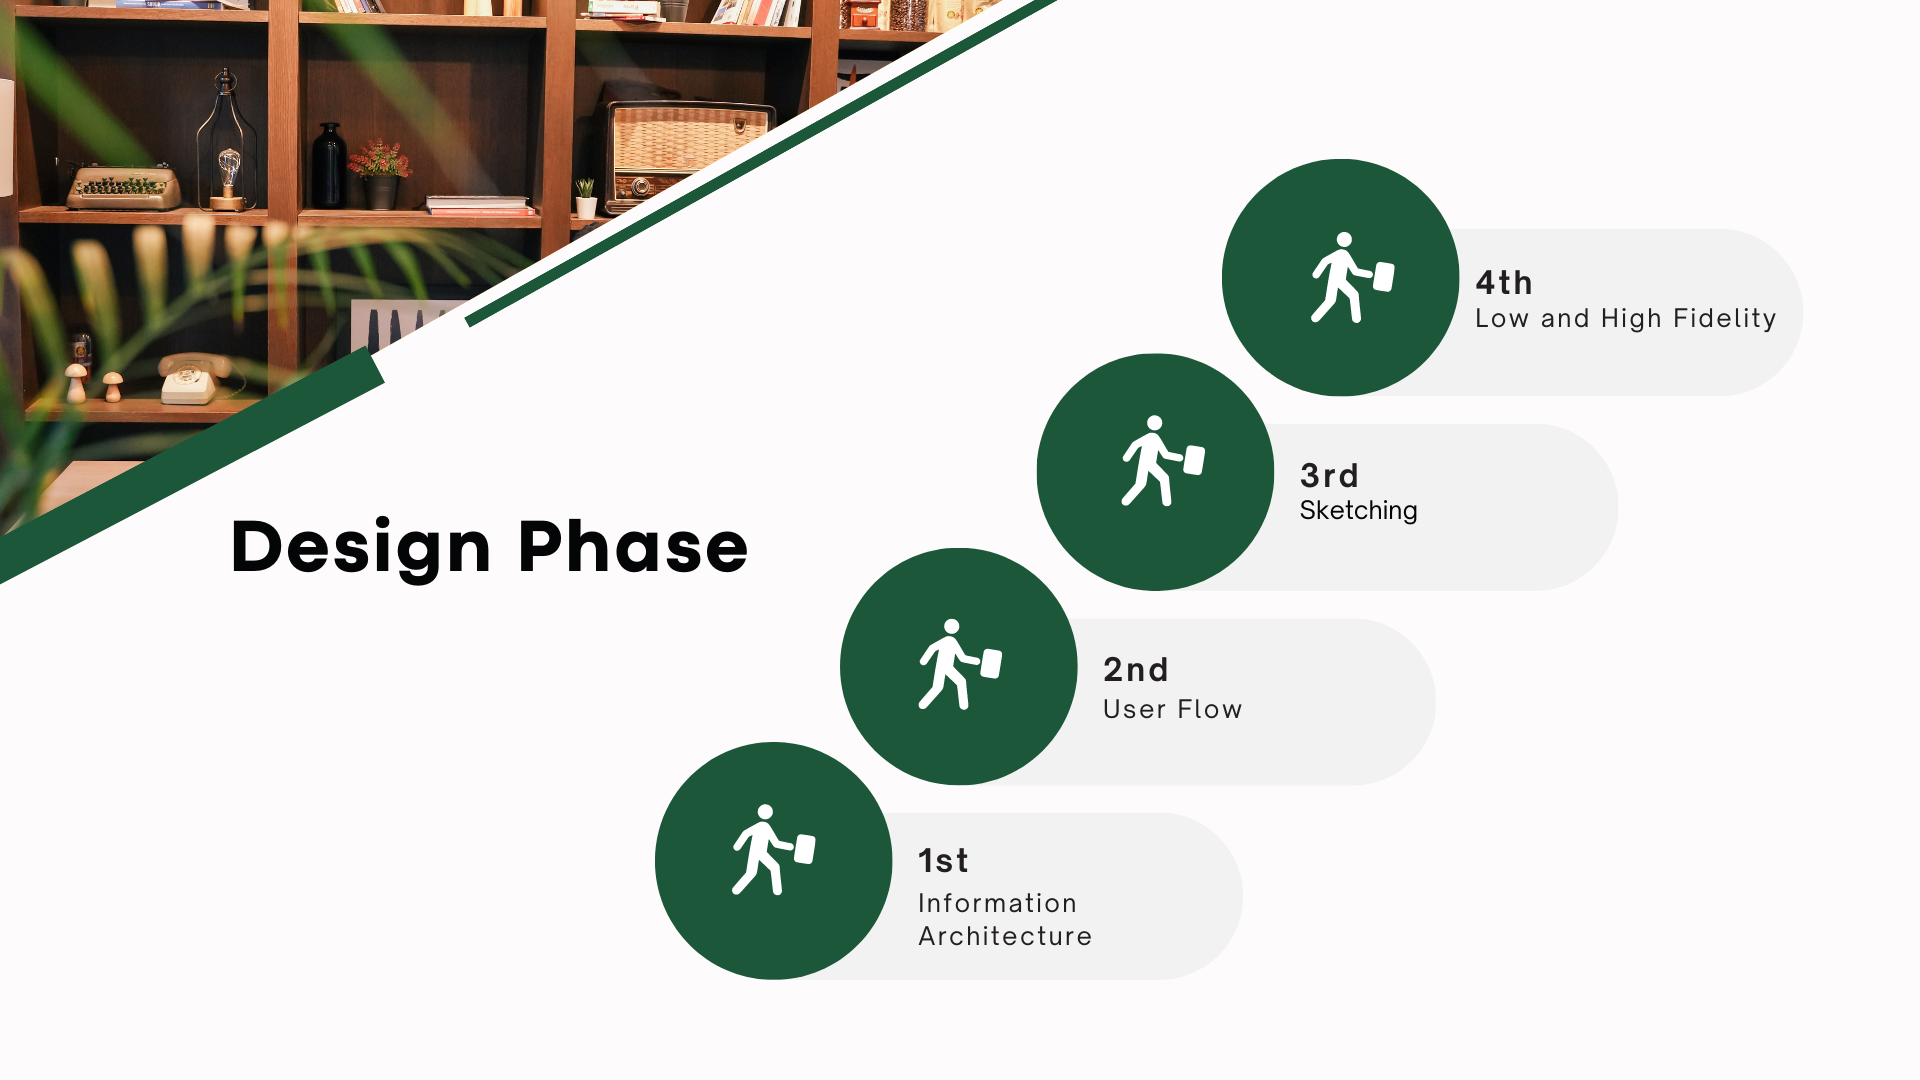 Design Phase
4th
Low and High Fidelity
3rd
Sketching
2nd
User Flow
1st
Information
Architecture